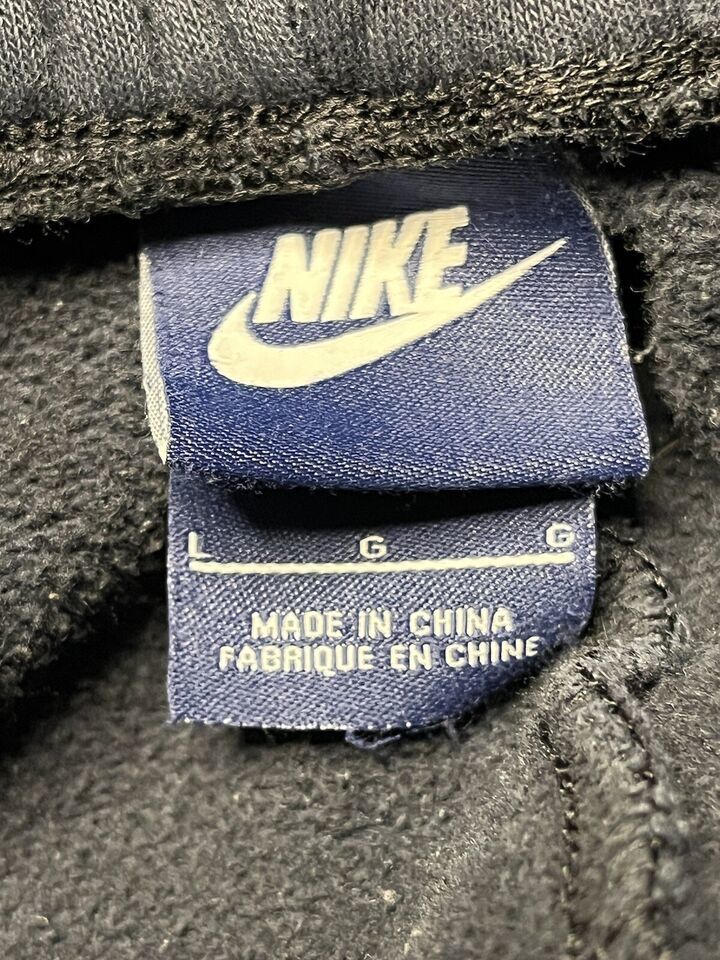 NIKE
L G G
MADE IN CHINA
FABRIQUE EN CHINE